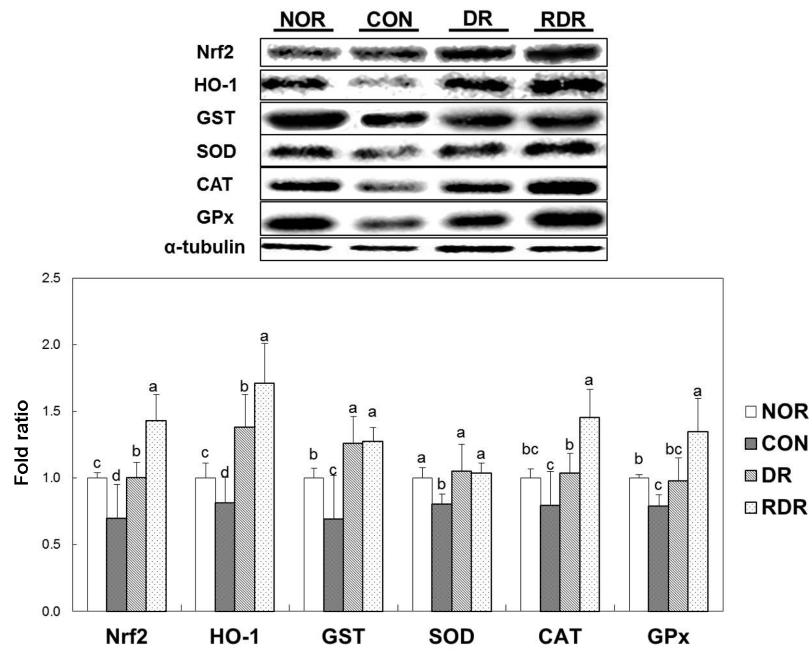 NOR CON DR RDR
Nrf2
HO-1
GST
SOD
CAT
GPx
α-tubulin
2.5
2.0
1.5
1.0
0.5
0.0
Fold ratio
c d b a
c d b a
b c a a
a b a a
bc c b a
b c bc a
Nrf2 HO-1 GST SOD CAT GPx
NOR
CON
DR
RDR